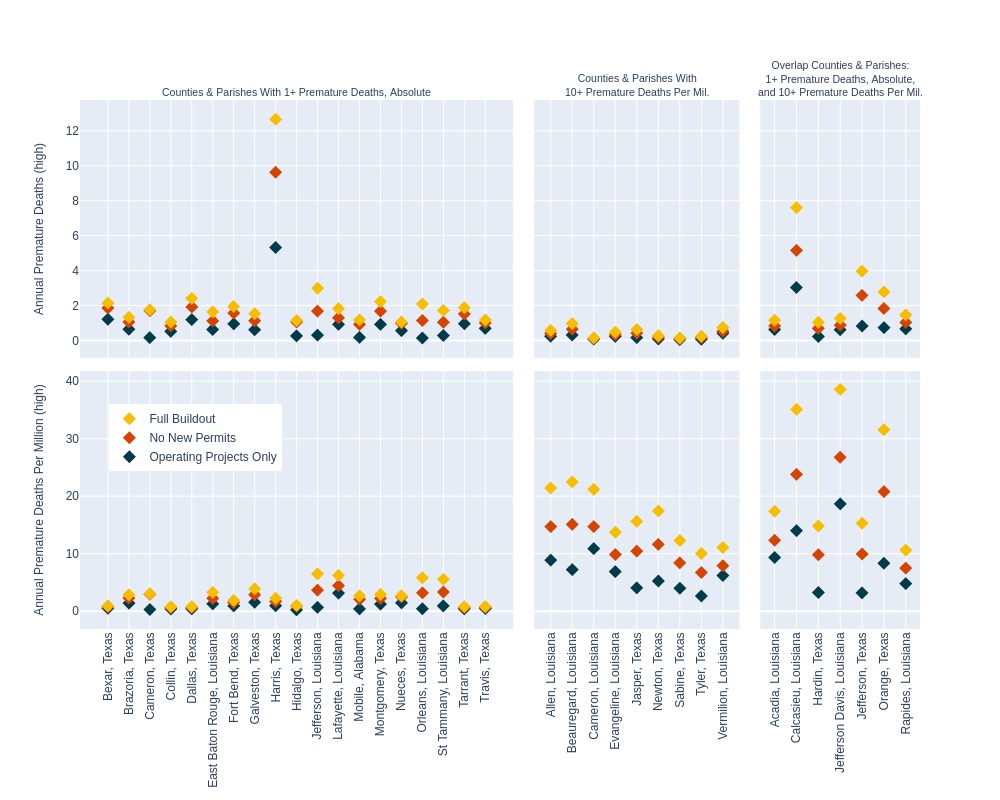 Counties & Parishes With 1+ Premature Deaths, Absolute
Counties & Parishes With
10+ Premature Deaths Per Mil.
Overlap Counties & Parishes:
1+ Premature Deaths, Absolute,
and 10+ Premature Deaths Per Mil.
Annual Premature Deaths (high)
12
10
8
6
4
2
0
Annual Premature Deaths Per Million (high)
40
30
20
10
0
Full Buildout
No New Permits
Operating Projects Only
Bexar, Texas
Brazoria, Texas
Cameron, Texas
Collin, Texas
Dallas, Texas
East Baton Rouge, Louisiana
Fort Bend, Texas
Galveston, Texas
Harris, Texas
Hidalgo, Texas
Jefferson, Louisiana
Lafayette, Louisiana
Mobile, Alabama
Montgomery, Texas
Nueces, Texas
Orleans, Louisiana
St Tammany, Louisiana
Tarrant, Texas
Travis, Texas
Allen, Louisiana
Beauregard, Louisiana
Cameron, Louisiana
Evangeline, Louisiana
Jasper, Texas
Newton, Texas
Sabine, Texas
Tyler, Texas
Vermilion, Louisiana
Acadia, Louisiana
Calcasieu, Louisiana
Hardin, Texas
Jefferson Davis, Louisiana
Jefferson, Texas
Orange, Texas
Rapides, Louisiana